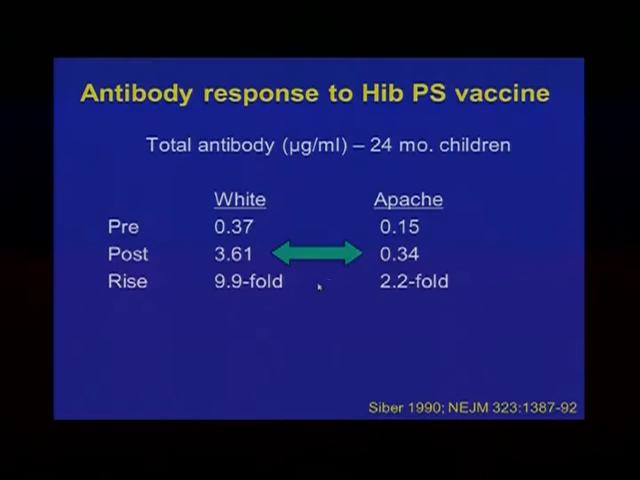 Antibody response to Hib PS vaccine
Total antibody (µg/ml) – 24 mo. children
White Apache
Pre 0.37 0.15
Post 3.61 0.34
Rise 9.9-fold 2.2-fold
Siber 1990; NEJM 323:1387-92